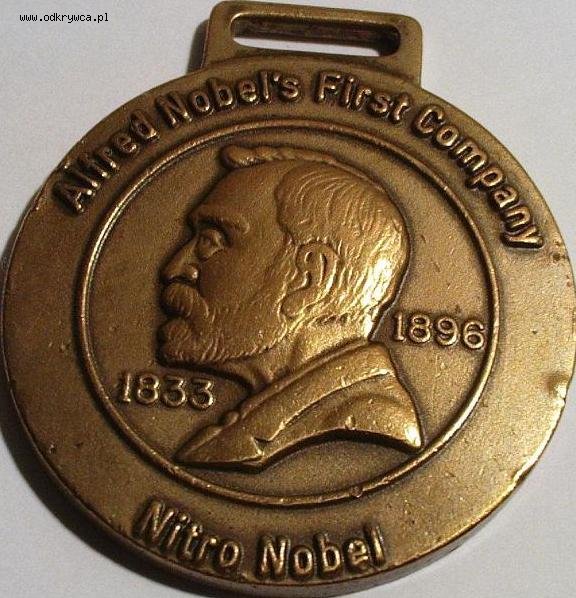 www.odkrywca.pl
Alfred Nobel's First Company
1896
1833
Nitro Nobel